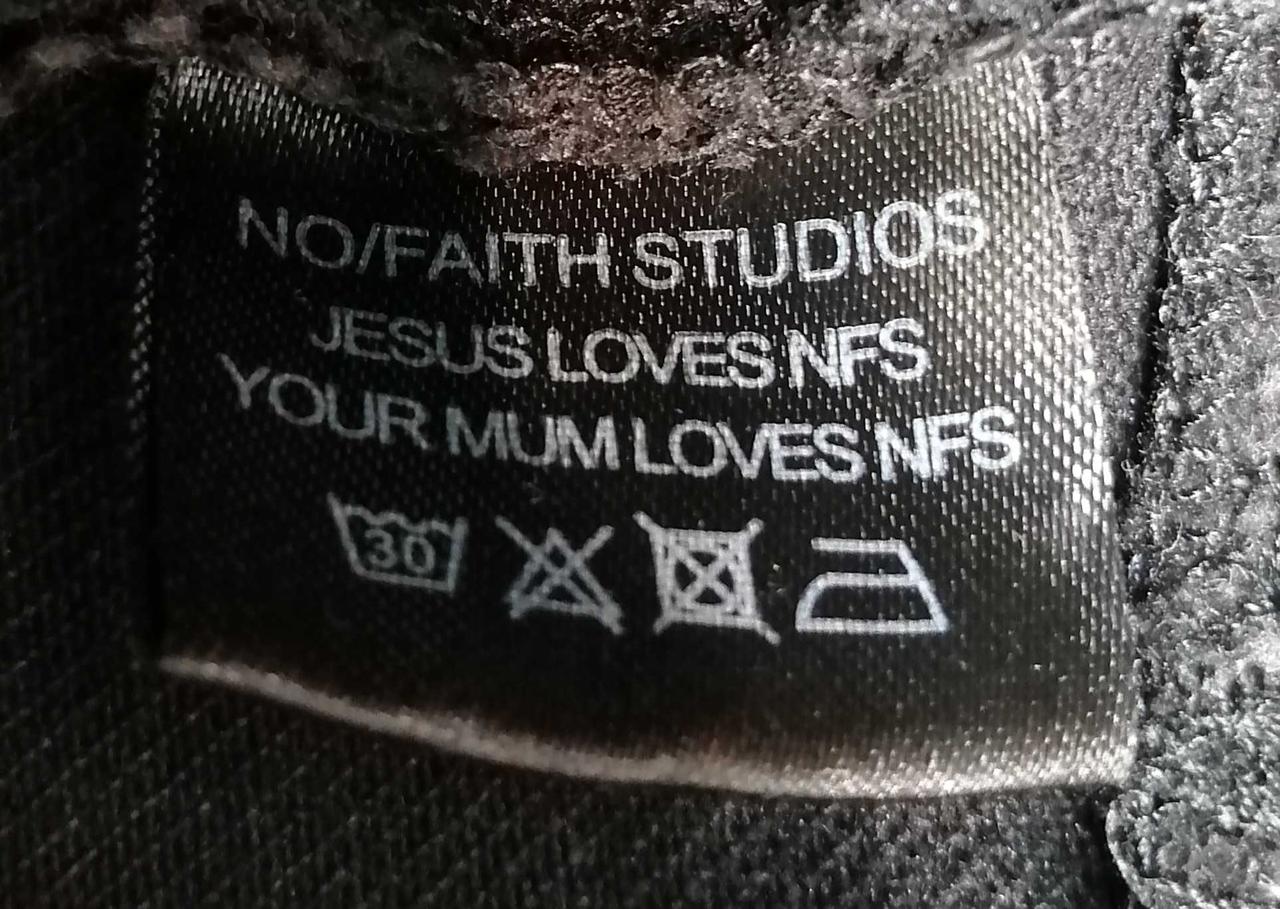 NO/FAITH STUDIOS
JESUS LOVES NFS
YOUR MUM LOVES NFS
30